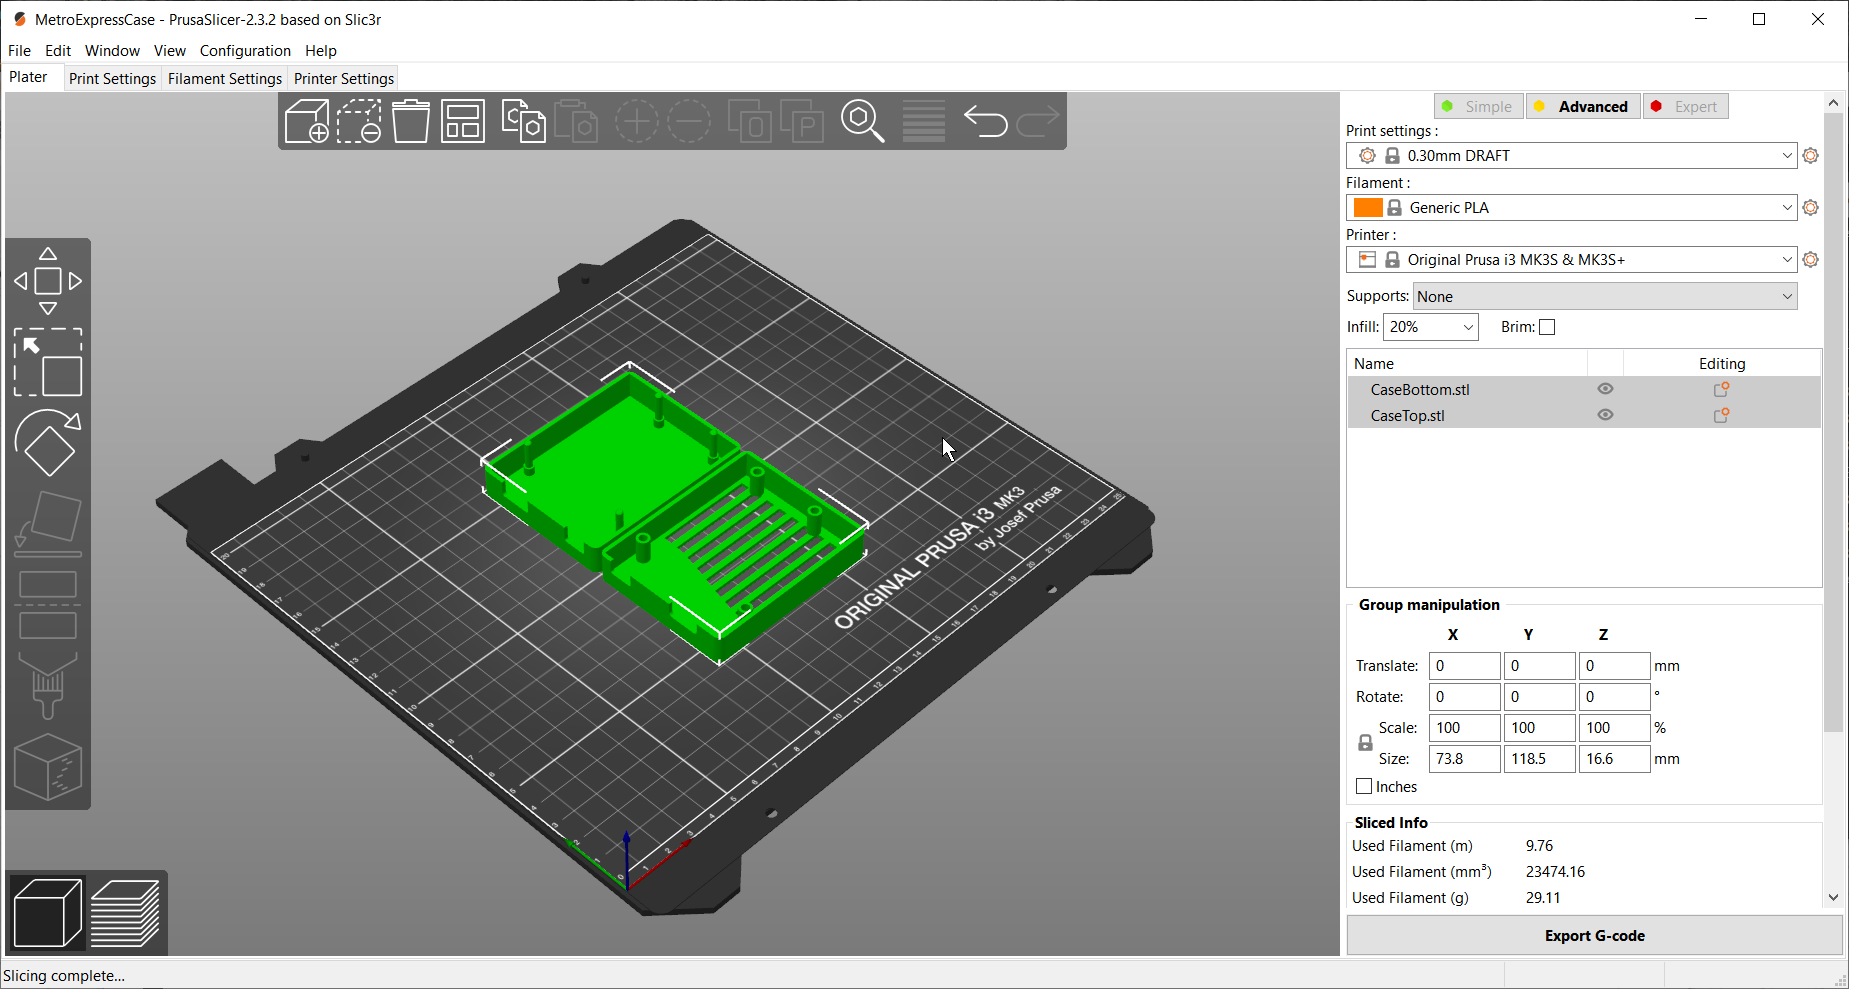 MetroExpressCase - PrusaSlicer-2.3.2 based on Slic3r
File Edit Window View Configuration Help
Plater Print Settings Filament Settings Printer Settings
Simple Advanced Expert
Print settings :
0.30mm DRAFT
Filament :
Generic PLA
Printer :
Original Prusa i3 MK3S & MK3S+
Supports: None
Infill: 20% Brim:
Name Editing
CaseBottom.stl
CaseTop.stl
ORIGINAL PRUSA i3 MK3
by Josef Prusa
Group manipulation
X Y Z
Translate: 0 0 0 mm
Rotate: 0 0 0 °
Scale: 100 100 100 %
Size: 73.8 118.5 16.6 mm
Inches
Sliced Info
Used Filament (m) 9.76
Used Filament (mm³) 23474.16
Used Filament (g) 29.11
Export G-code
Slicing complete...